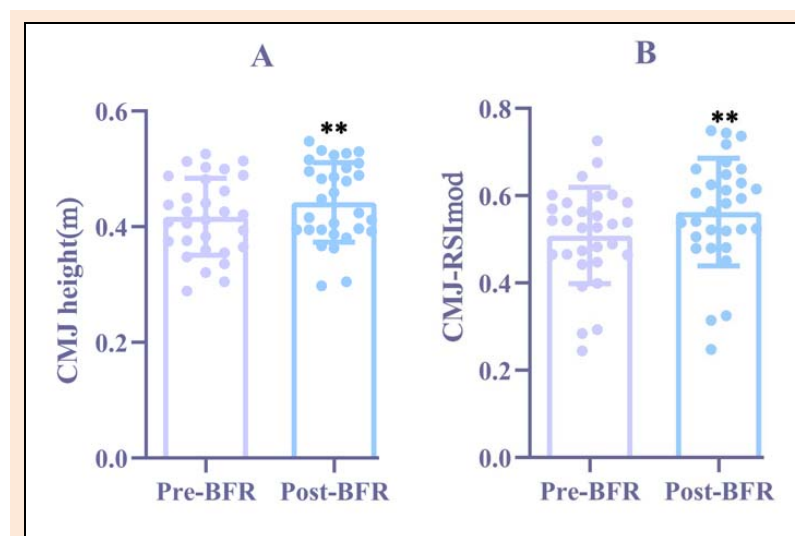 A
CMJ height(m)
0.6
0.4
0.2
0.0
**
Pre-BFR Post-BFR
B
CMJ-RSImod
0.8
0.6
0.4
0.2
0.0
**
Pre-BFR Post-BFR